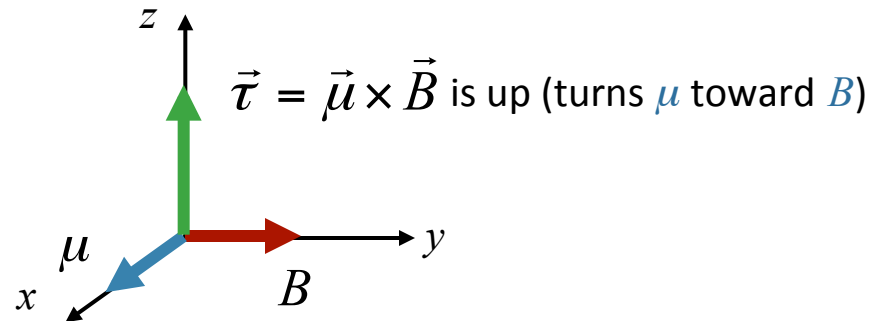 z
τ⃗ = μ⃗ × B⃗ is up (turns μ toward B)
y
μ
B
x